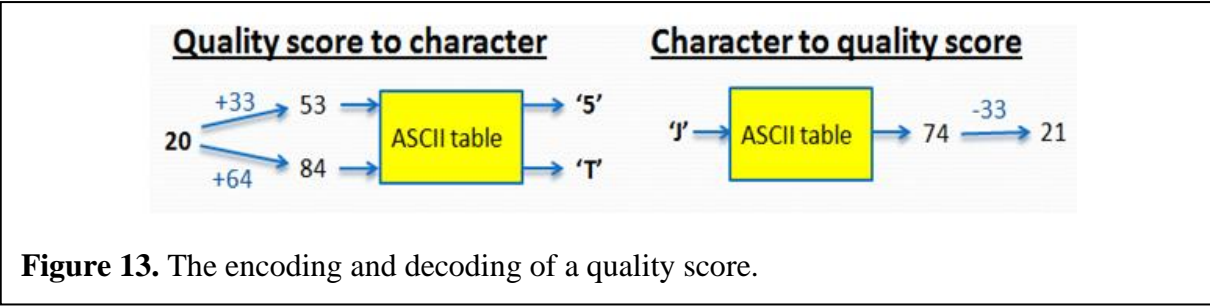 Quality score to character
Character to quality score
20
+33
53
+64
84
ASCII table
‘5’
‘T’
‘J’
ASCII table
74
-33
21
Figure 13. The encoding and decoding of a quality score.